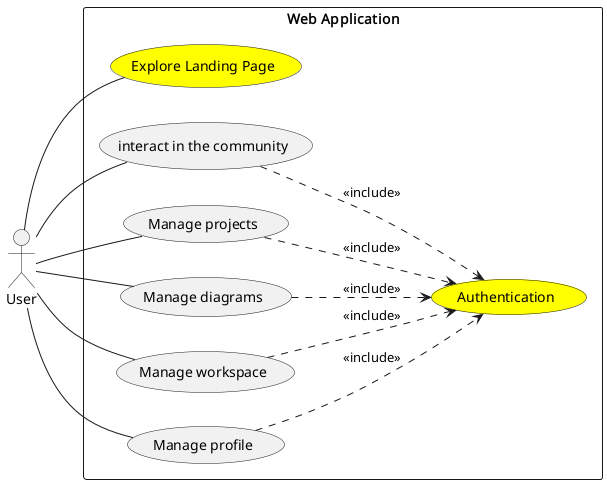 Web Application
Explore Landing Page
interact in the community
«include»
Manage projects
«include»
Manage diagrams
«include»
Authentication
User
«include»
Manage workspace
«include»
Manage profile